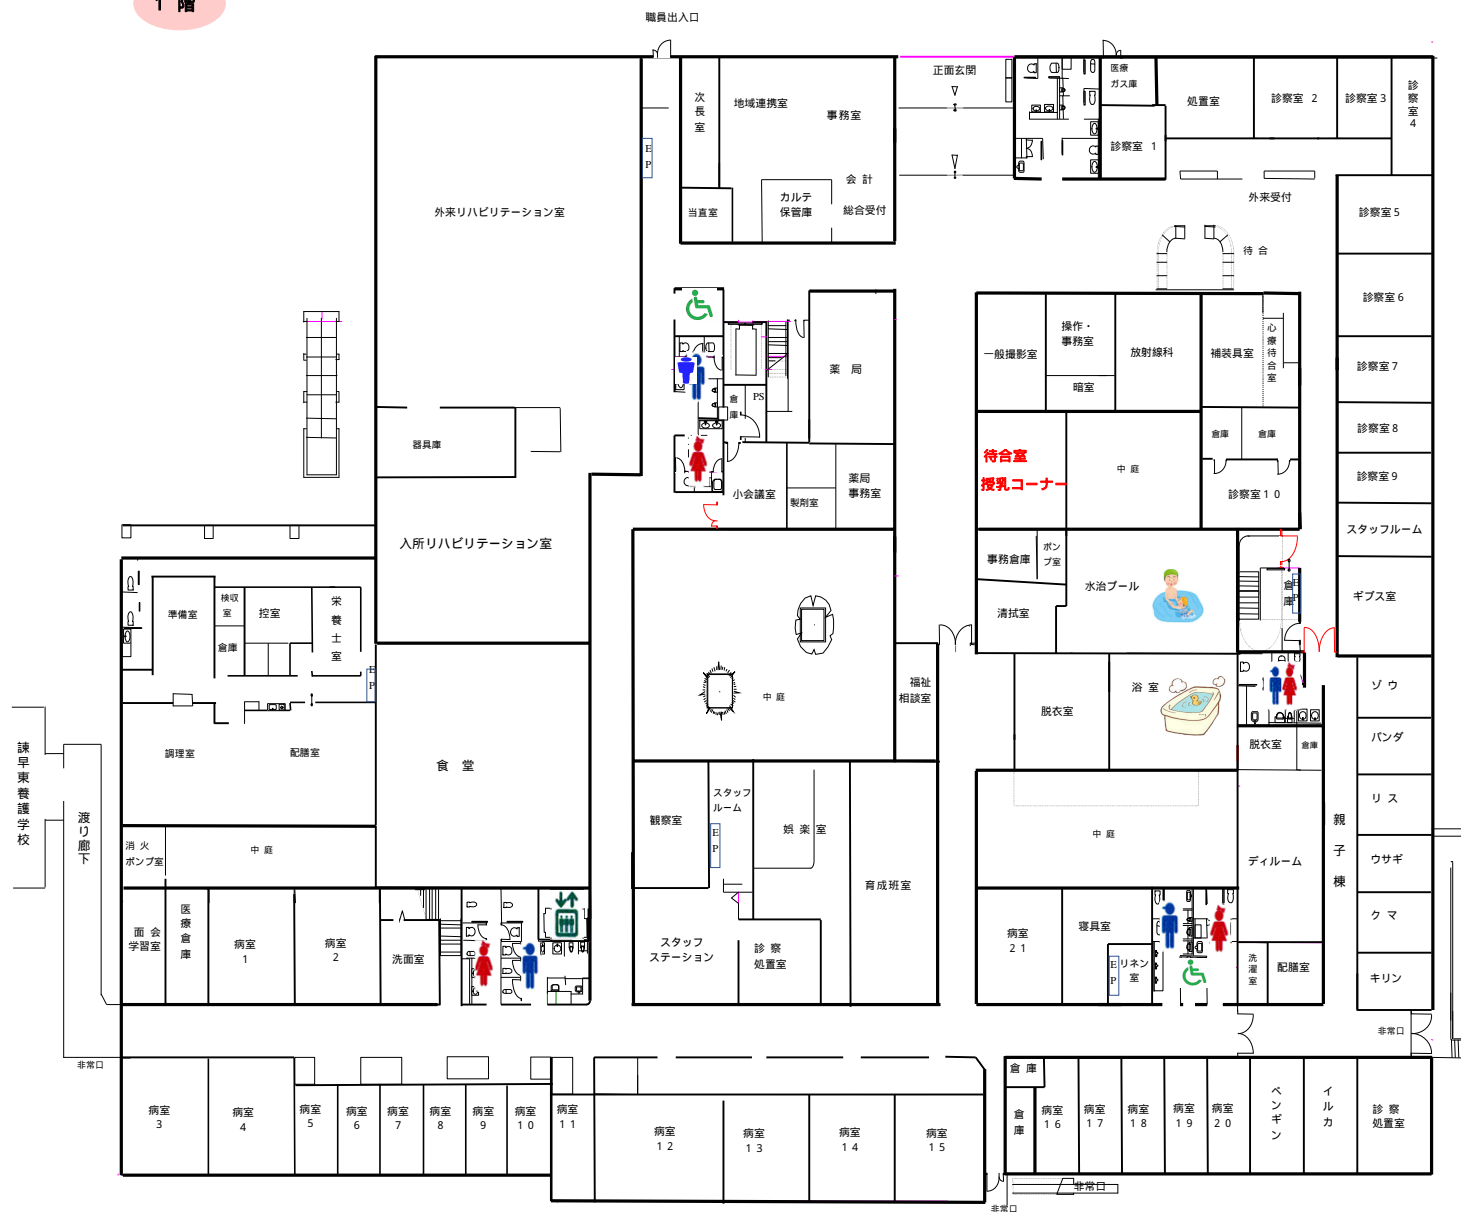 1 階
職員出入口
正面玄関
医療
ガス庫
処置室
診察室 2
診察室 3
診察室4
次長室
地域連携室
事務室
診察室 1
会 計
当直室
カルテ
保管庫
総合受付
外来受付
診察室 5
待 合
外来リハビリテーション室
E
P
診察室 6
一般撮影室
操作・
事務室
暗室
放射線科
補装具室
心療待合室
診察室 7
薬 局
倉庫
PS
器具庫
診察室 8
倉庫
倉庫
待合室
授乳コーナー
中 庭
診察室 9
診察室 1 0
小会議室
製剤室
薬局
事務室
スタッフルーム
入所リハビリテーション室
事務倉庫
ポン
プ室
水治プール
清拭室
倉庫
E
P
ギプス室
準備室
検収
室
倉庫
控室
栄養士室
E
P
中 庭
福祉
相談室
脱衣室
浴 室
ゾ ウ
脱衣室
倉庫
パンダ
調理室
配膳室
食 堂
諫早東養護学校
渡り廊下
リ ス
親子棟
観察室
スタッフ
ルーム
E
P
娯 楽 室
育成班室
中 庭
ディルーム
ウサギ
消 火
ポンプ室
中 庭
ク マ
面 会
学習室
医療倉庫
病室
1
病室
2
洗面室
スタッフ
ステーション
診 察
処置室
病室
2 1
寝具室
E
P
リネン
室
洗濯室
配膳室
キリン
非常口
非常口
病室
3
病室
4
病室
5
病室
6
病室
7
病室
8
病室
9
病室
1 0
病室
1 1
病室
1 2
病室
1 3
病室
1 4
病室
1 5
倉 庫
倉庫
病室
1 6
病室
1 7
病室
1 8
病室
1 9
病室
2 0
ペンギン
イルカ
診 察
処置室
非常口
非常口